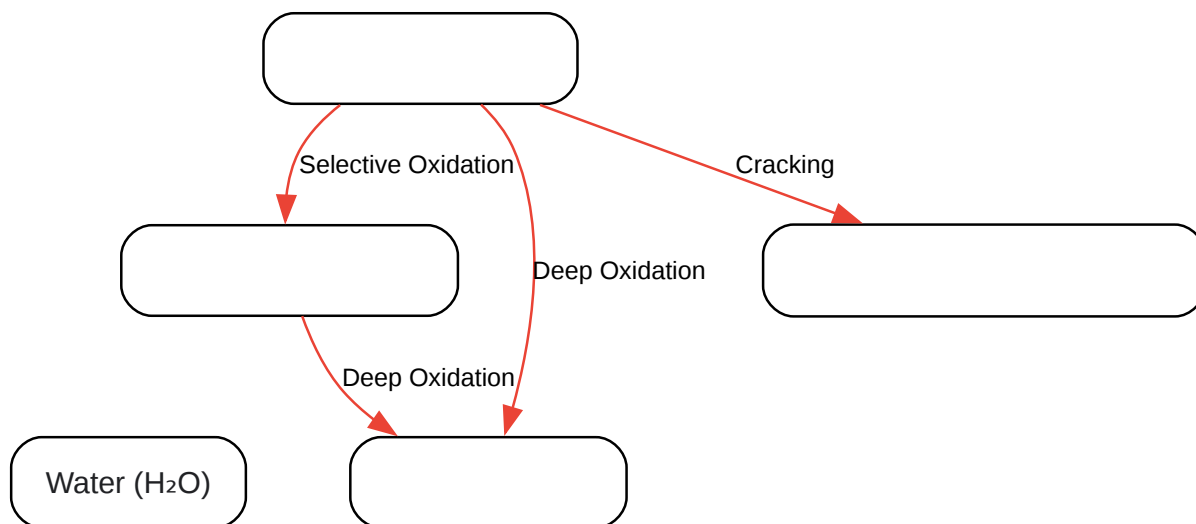 Selective Oxidation
Cracking
Deep Oxidation
Deep Oxidation
Water (H₂O)